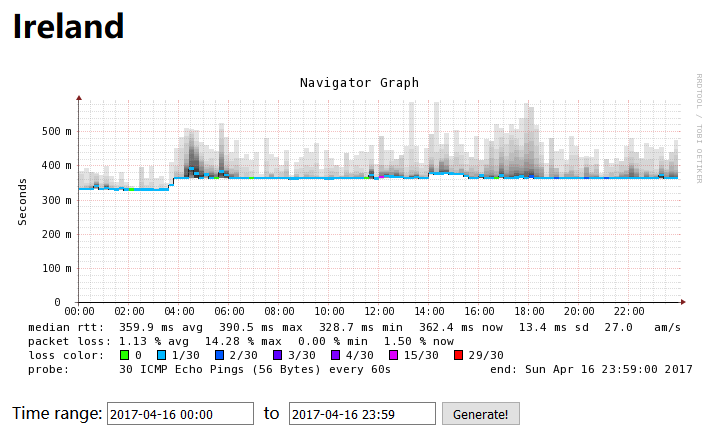 Ireland
Navigator Graph
RRDTOOL / TOBI OETIKER
Seconds
500 m
400 m
300 m
200 m
100 m
0
00:00 02:00 04:00 06:00 08:00 10:00 12:00 14:00 16:00 18:00 20:00 22:00
median rtt: 359.9 ms avg 390.5 ms max 328.7 ms min 362.4 ms now 13.4 ms sd 27.0 am/s
packet loss: 1.13 % avg 14.28 % max 0.00 % min 1.50 % now
loss color: 0 1/30 2/30 3/30 4/30 15/30 29/30
probe: 30 ICMP Echo Pings (56 Bytes) every 60s end: Sun Apr 16 23:59:00 2017
Time range: 2017-04-16 00:00 to 2017-04-16 23:59 Generate!